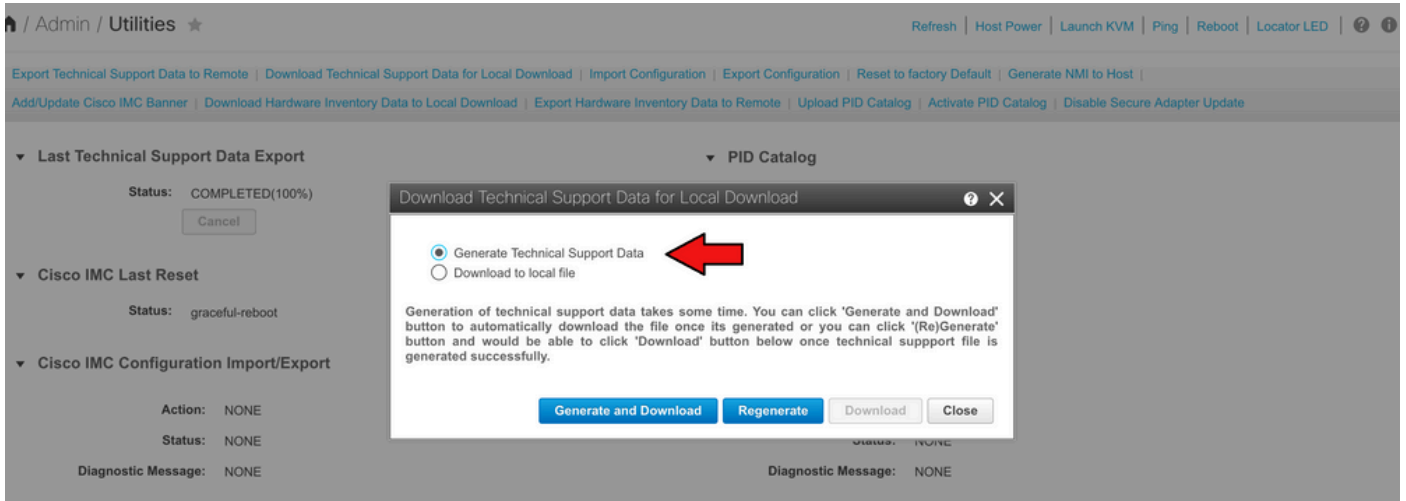 / Admin / Utilities
Refresh | Host Power | Launch KVM | Ping | Reboot | Locator LED |
Export Technical Support Data to Remote | Download Technical Support Data for Local Download | Import Configuration | Export Configuration | Reset to factory Default | Generate NMI to Host |
Add/Update Cisco IMC Banner | Download Hardware Inventory Data to Local Download | Export Hardware Inventory Data to Remote | Upload PID Catalog | Activate PID Catalog | Disable Secure Adapter Update
Last Technical Support Data Export
PID Catalog
Status: COMPLETED(100%)
Cancel
Download Technical Support Data for Local Download
Generate Technical Support Data
Download to local file
Cisco IMC Last Reset
Status: graceful-reboot
Generation of technical support data takes some time. You can click 'Generate and Download'
button to automatically download the file once its generated or you can click '(Re)Generate'
button and would be able to click 'Download' button below once technical suppport file is
generated successfully.
Generate and Download
Regenerate
Download
Close
Cisco IMC Configuration Import/Export
Action: NONE
Status: NONE
Status: NONE
Diagnostic Message: NONE
Diagnostic Message: NONE